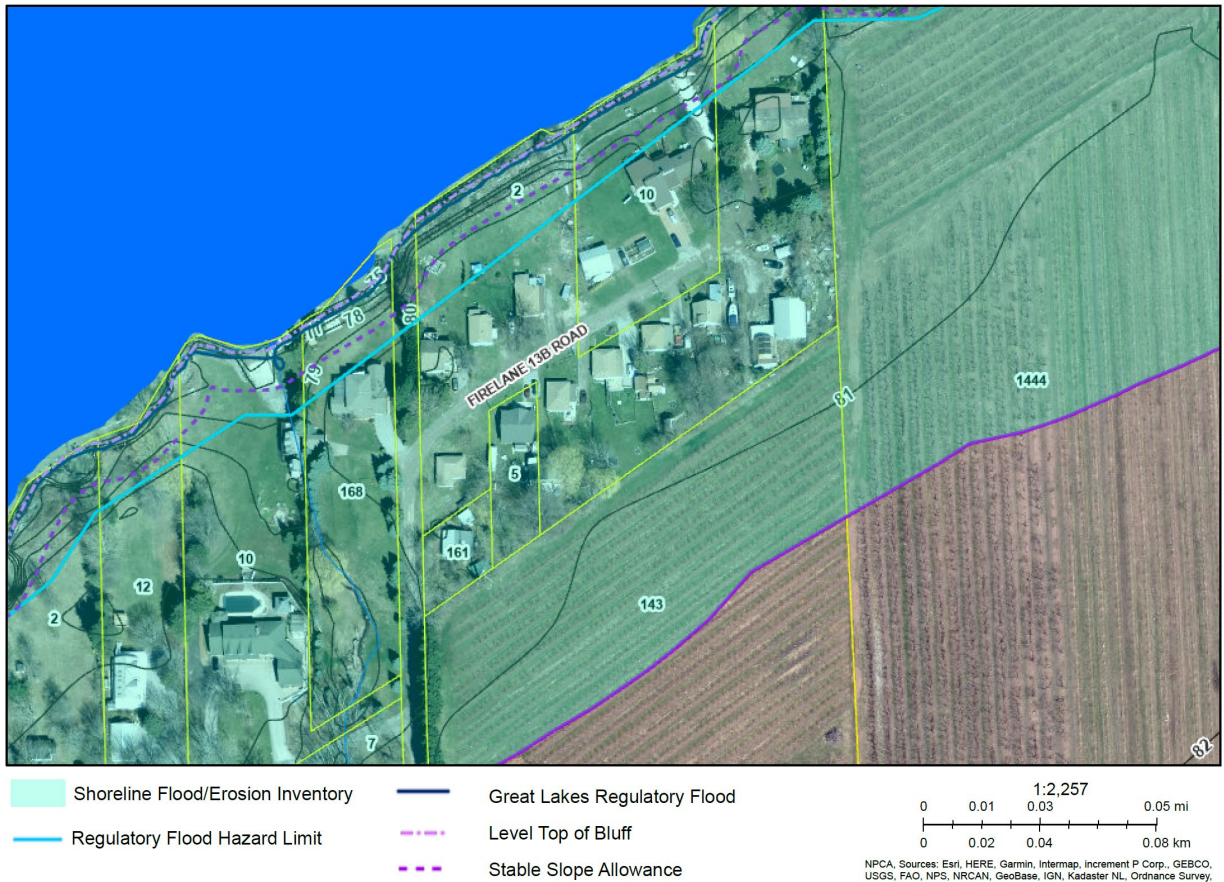 2
10
76
77
78
80
79
FIRELANE 13B ROAD
81
1444
168
5
161
10
12
2
143
7
82
Shoreline Flood/Erosion Inventory
Regulatory Flood Hazard Limit
Great Lakes Regulatory Flood
Level Top of Bluff
Stable Slope Allowance
1:2,257
0 0.01 0.03 0.05 mi
0 0.02 0.04 0.08 km
NPCA, Sources: Esri, HERE, Garmin, Intermap, increment P Corp., GEBCO,
USGS, FAO, NPS, NRCAN, GeoBase, IGN, Kadaster NL, Ordnance Survey,